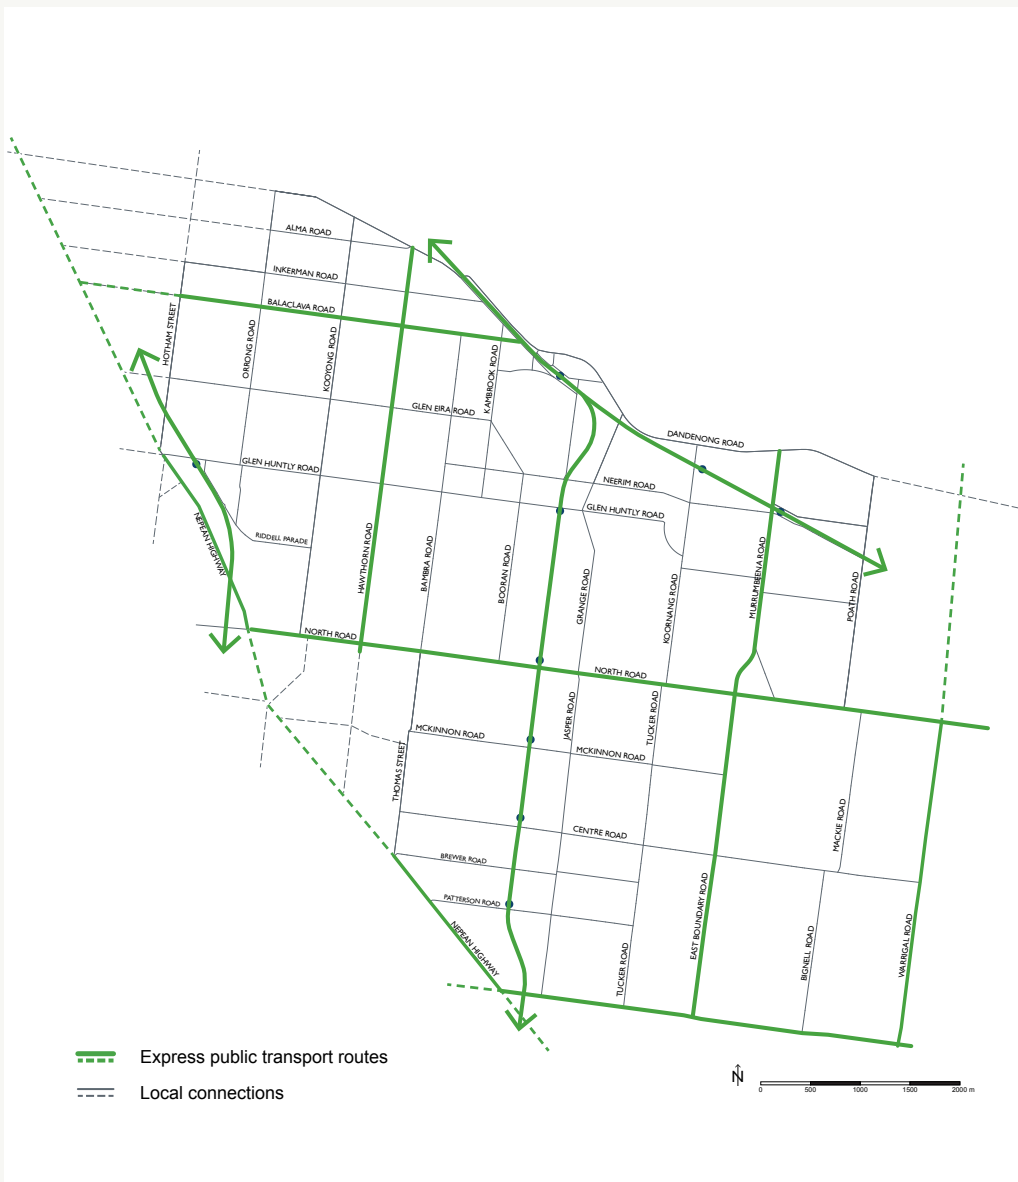 ALMA ROAD
INKERMAN ROAD
BALACLAVA ROAD
HOTHAM STREET
ORRONG ROAD
KOOYONG ROAD
KAMBROOK ROAD
GLEN EIRA ROAD
DANDENONG ROAD
GLEN HUNTLY ROAD
NEERIM ROAD
GLEN HUNTLY ROAD
NEPEAN HIGHWAY
RIDDELL PARADE
HAWTHORN ROAD
BAMBRA ROAD
BOORAN ROAD
GRANGE ROAD
KOORNANG ROAD
MURRUMBEENA ROAD
POATH ROAD
NORTH ROAD
NORTH ROAD
JASPER ROAD
TUCKER ROAD
MCKINNON ROAD
MCKINNON ROAD
THOMAS STREET
CENTRE ROAD
MACKIE ROAD
BREWER ROAD
PATTERSON ROAD
EAST BOUNDARY ROAD
NEPEAN HIGHWAY
TUCKER ROAD
BIGNELL ROAD
WARRIGAL ROAD
Express public transport routes
Local connections
N
0 500 1000 1500 2000 m